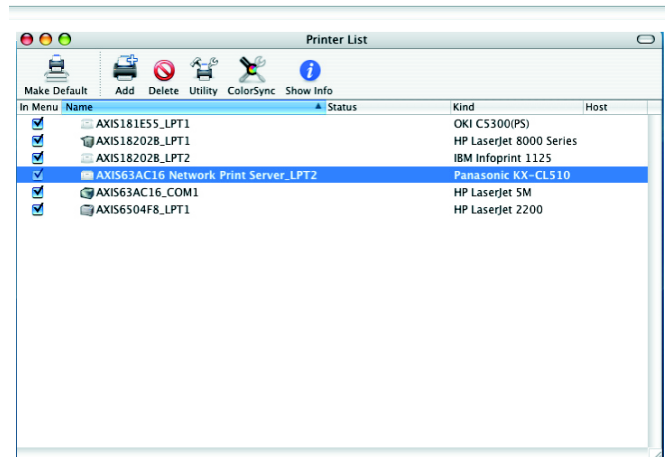 Printer List
Make Default Add Delete Utility ColorSync Show Info
In Menu Name Status Kind Host
AXIS181E55_LPT1 OKI C5300(PS)
AXIS18202B_LPT1 HP LaserJet 8000 Series
AXIS18202B_LPT2 IBM Infoprint 1125
AXIS63AC16 Network Print Server_LPT2 Panasonic KX-CL510
AXIS63AC16_COM1 HP LaserJet 5M
AXIS6504F8_LPT1 HP LaserJet 2200